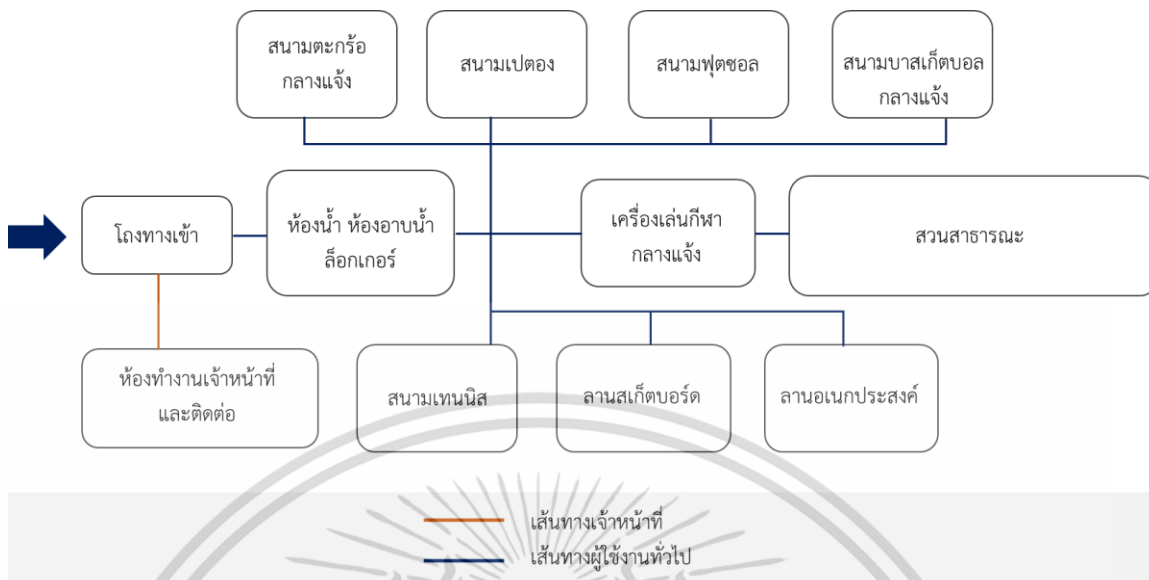 สนามตะกร้อ
กลางแจ้ง
สนามเปตอง
สนามฟุตซอล
สนามบาสเก็ตบอล
กลางแจ้ง
โถงทางเข้า
ห้องน้ำ ห้องอาบน้ำ
ล็อกเกอร์
เครื่องเล่นกีฬา
กลางแจ้ง
สวนสาธารณะ
ห้องทำงานเจ้าหน้าที่
และติดต่อ
สนามเทนนิส
ลานสเก็ตบอร์ด
ลานอเนกประสงค์
เส้นทางเจ้าหน้าที่
เส้นทางผู้ใช้งานทั่วไป